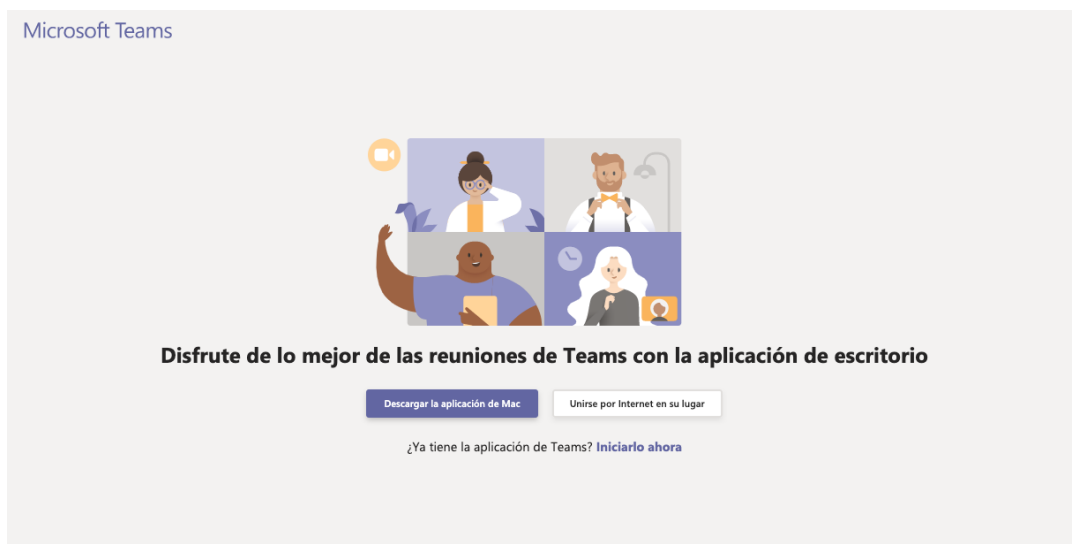 Microsoft Teams
Disfrute de lo mejor de las reuniones de Teams con la aplicación de escritorio
Descargar la aplicación de Mac
Unirse por Internet en su lugar
¿Ya tiene la aplicación de Teams? Iniciarlo ahora